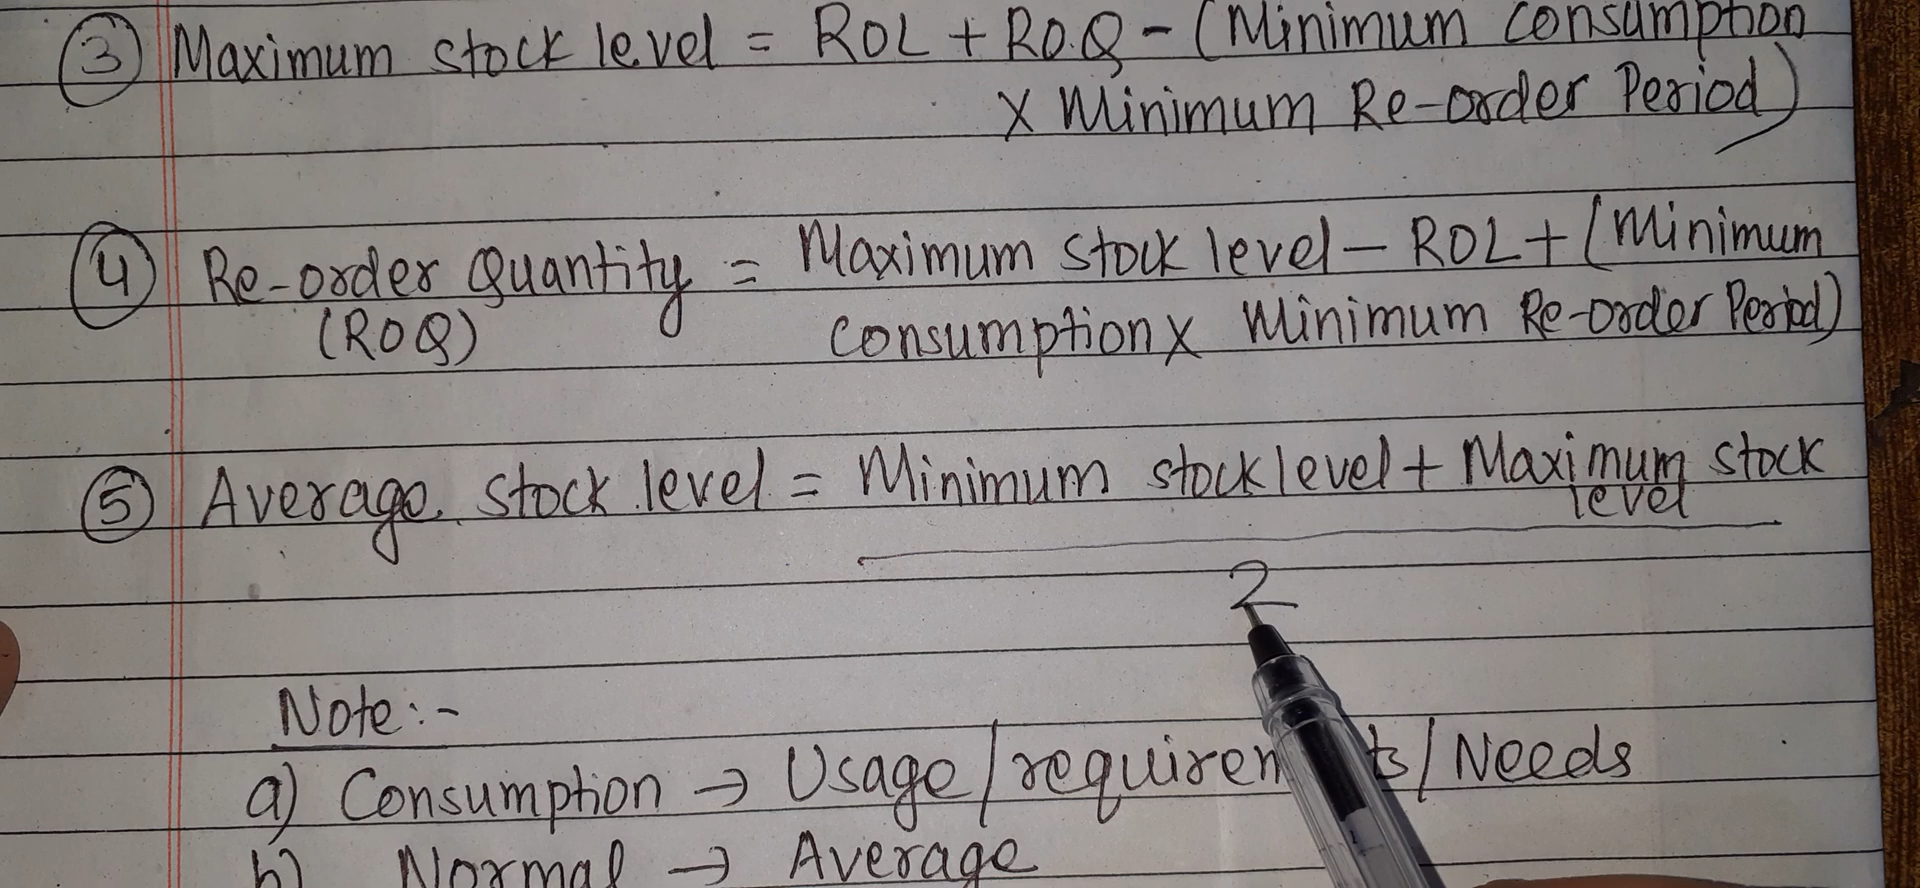 ③ Maximum stock level = ROL + RO.Q - (Minimum consumption
x Minimum Re-order Period)
④ Re-order Quantity = Maximum stock level - ROL + (Minimum
(ROQ) consumption x Minimum Re-order Period)
⑤ Average stock level = Minimum stock level + Maximum stock
level
2
Note:-
a) Consumption → Usage/requirements/Needs
b) Normal → Average